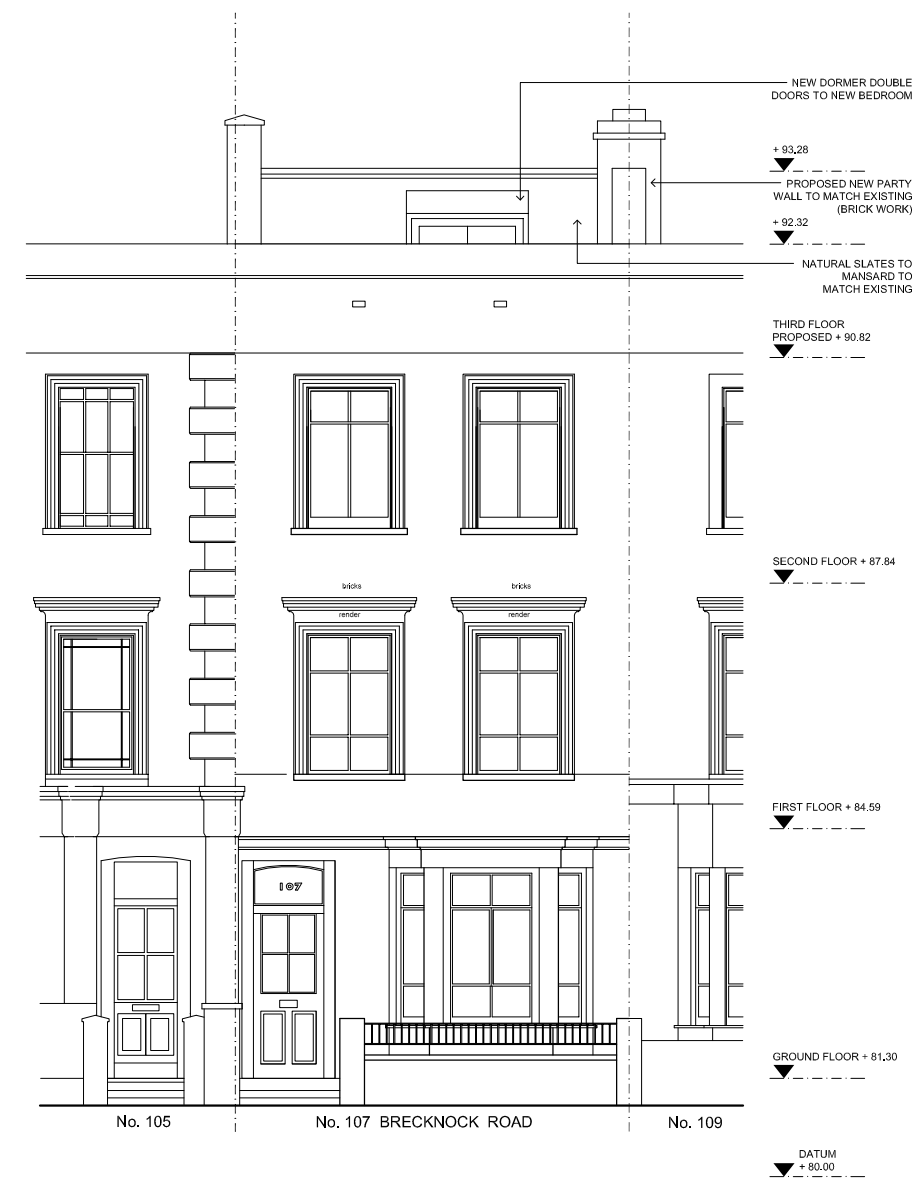 NEW DORMER DOUBLE
DOORS TO NEW BEDROOM
+ 93.28
PROPOSED NEW PARTY
WALL TO MATCH EXISTING
(BRICK WORK)
+ 92.32
NATURAL SLATES TO
MANSARD TO
MATCH EXISTING
THIRD FLOOR
PROPOSED + 90.82
SECOND FLOOR + 87.84
bricks
bricks
render
render
FIRST FLOOR + 84.59
107
GROUND FLOOR + 81.30
No. 105
No. 107 BRECKNOCK ROAD
No. 109
DATUM
+ 80.00